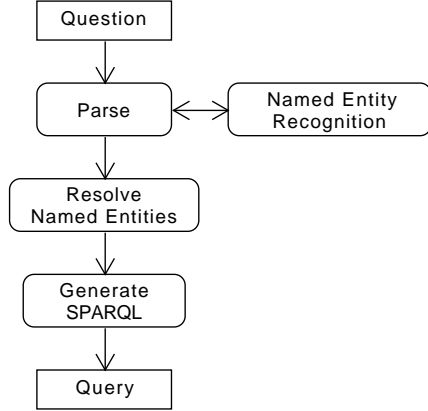 Question
Parse
Named Entity
Recognition
Resolve
Named Entities
Generate
SPARQL
Query